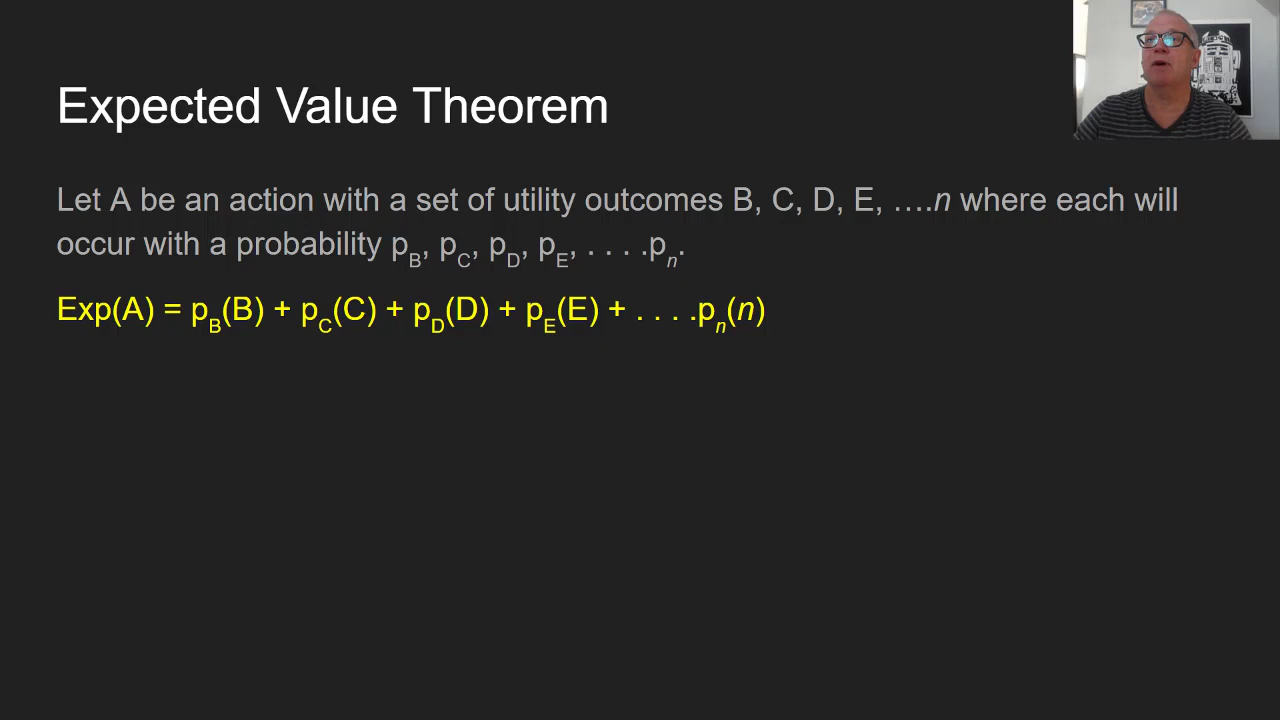 Expected Value Theorem
Let A be an action with a set of utility outcomes B, C, D, E, ….n where each will
occur with a probability p_B, p_C, p_D, p_E, . . . .p_n.
Exp(A) = p_B(B) + p_C(C) + p_D(D) + p_E(E) + . . . .p_n(n)